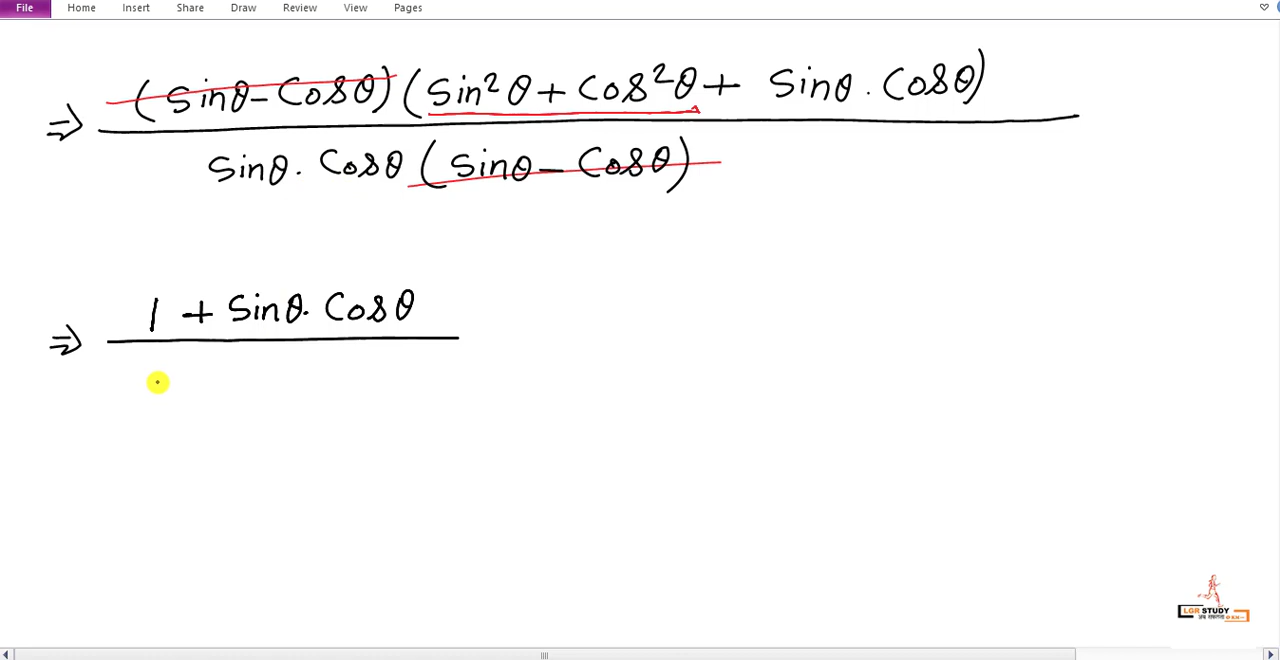 File Home Insert Share Draw Review View Pages
⇒ (Sinθ - Cosθ) (Sin²θ + Cos²θ + Sinθ . Cosθ)
Sinθ . Cosθ (Sinθ - Cosθ)
⇒ 1 + Sinθ . Cosθ
LGR STUDY